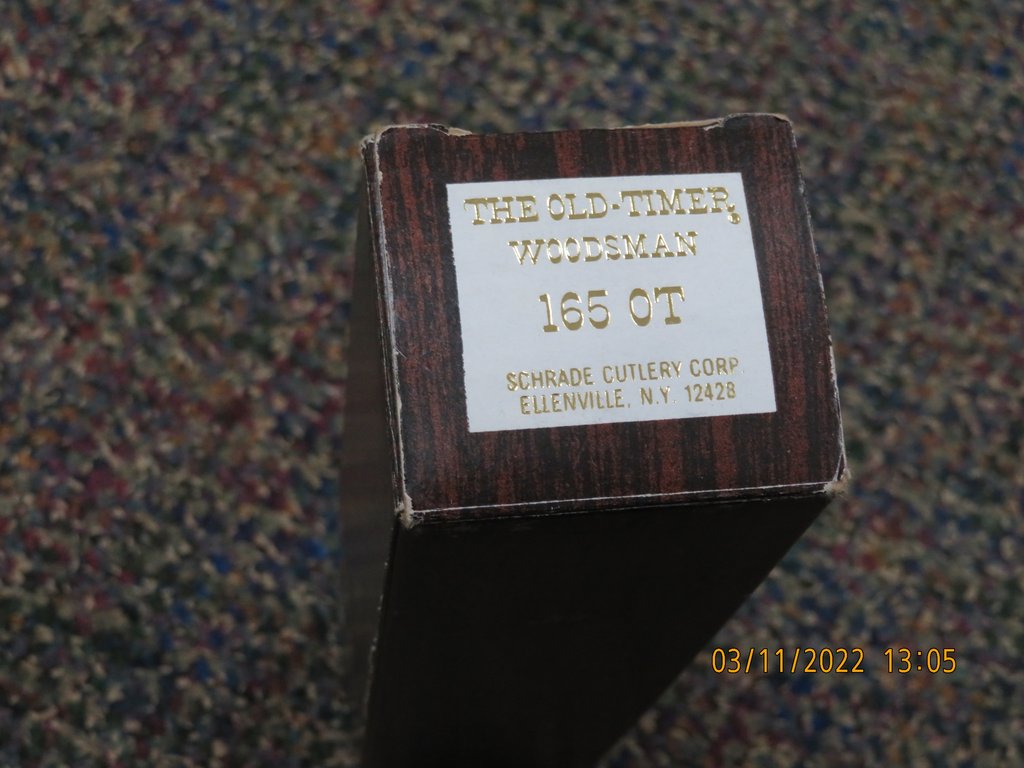 THE OLD-TIMER®
WOODSMAN
165 OT
SCHRADE CUTLERY CORP.
ELLENVILLE, N.Y. 12428
03/11/2022 13:05